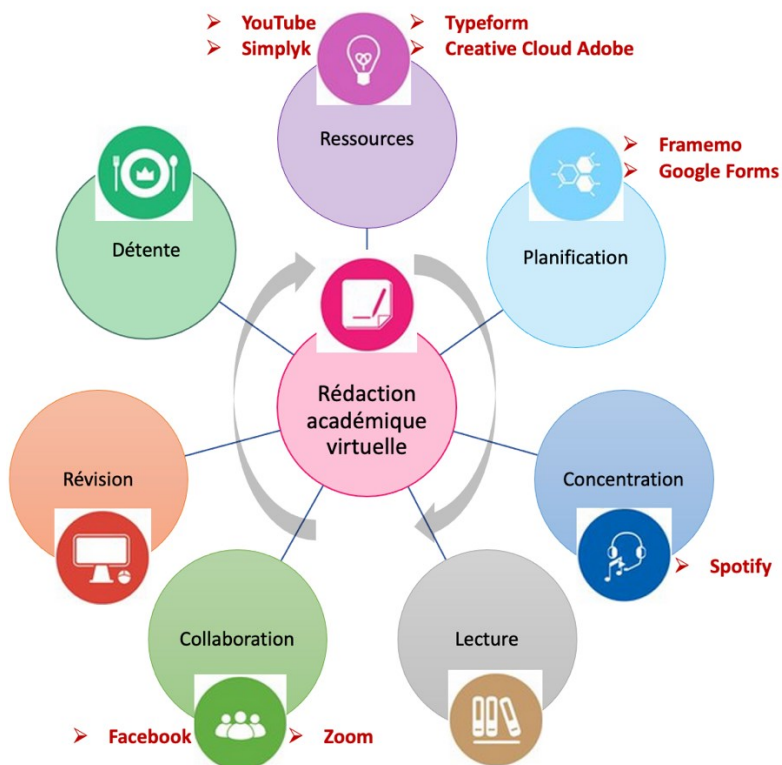 ➢ YouTube
➢ Simplyk
➢ Typeform
➢ Creative Cloud Adobe
Ressources
➢ Framemo
➢ Google Forms
Planification
Détente
Rédaction
académique
virtuelle
Révision
Concentration
➢ Spotify
Collaboration
➢ Facebook
➢ Zoom
Lecture